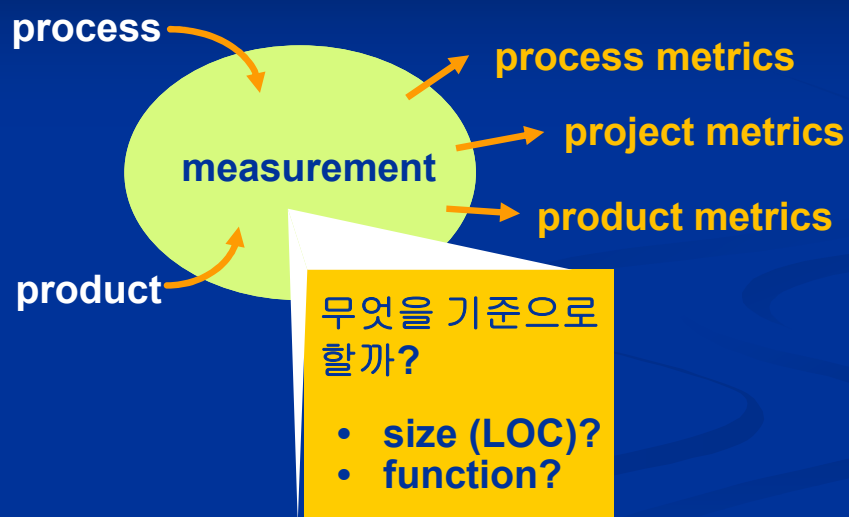 process
process metrics
project metrics
measurement
product metrics
product
무엇을 기준으로
할까?
• size (LOC)?
• function?